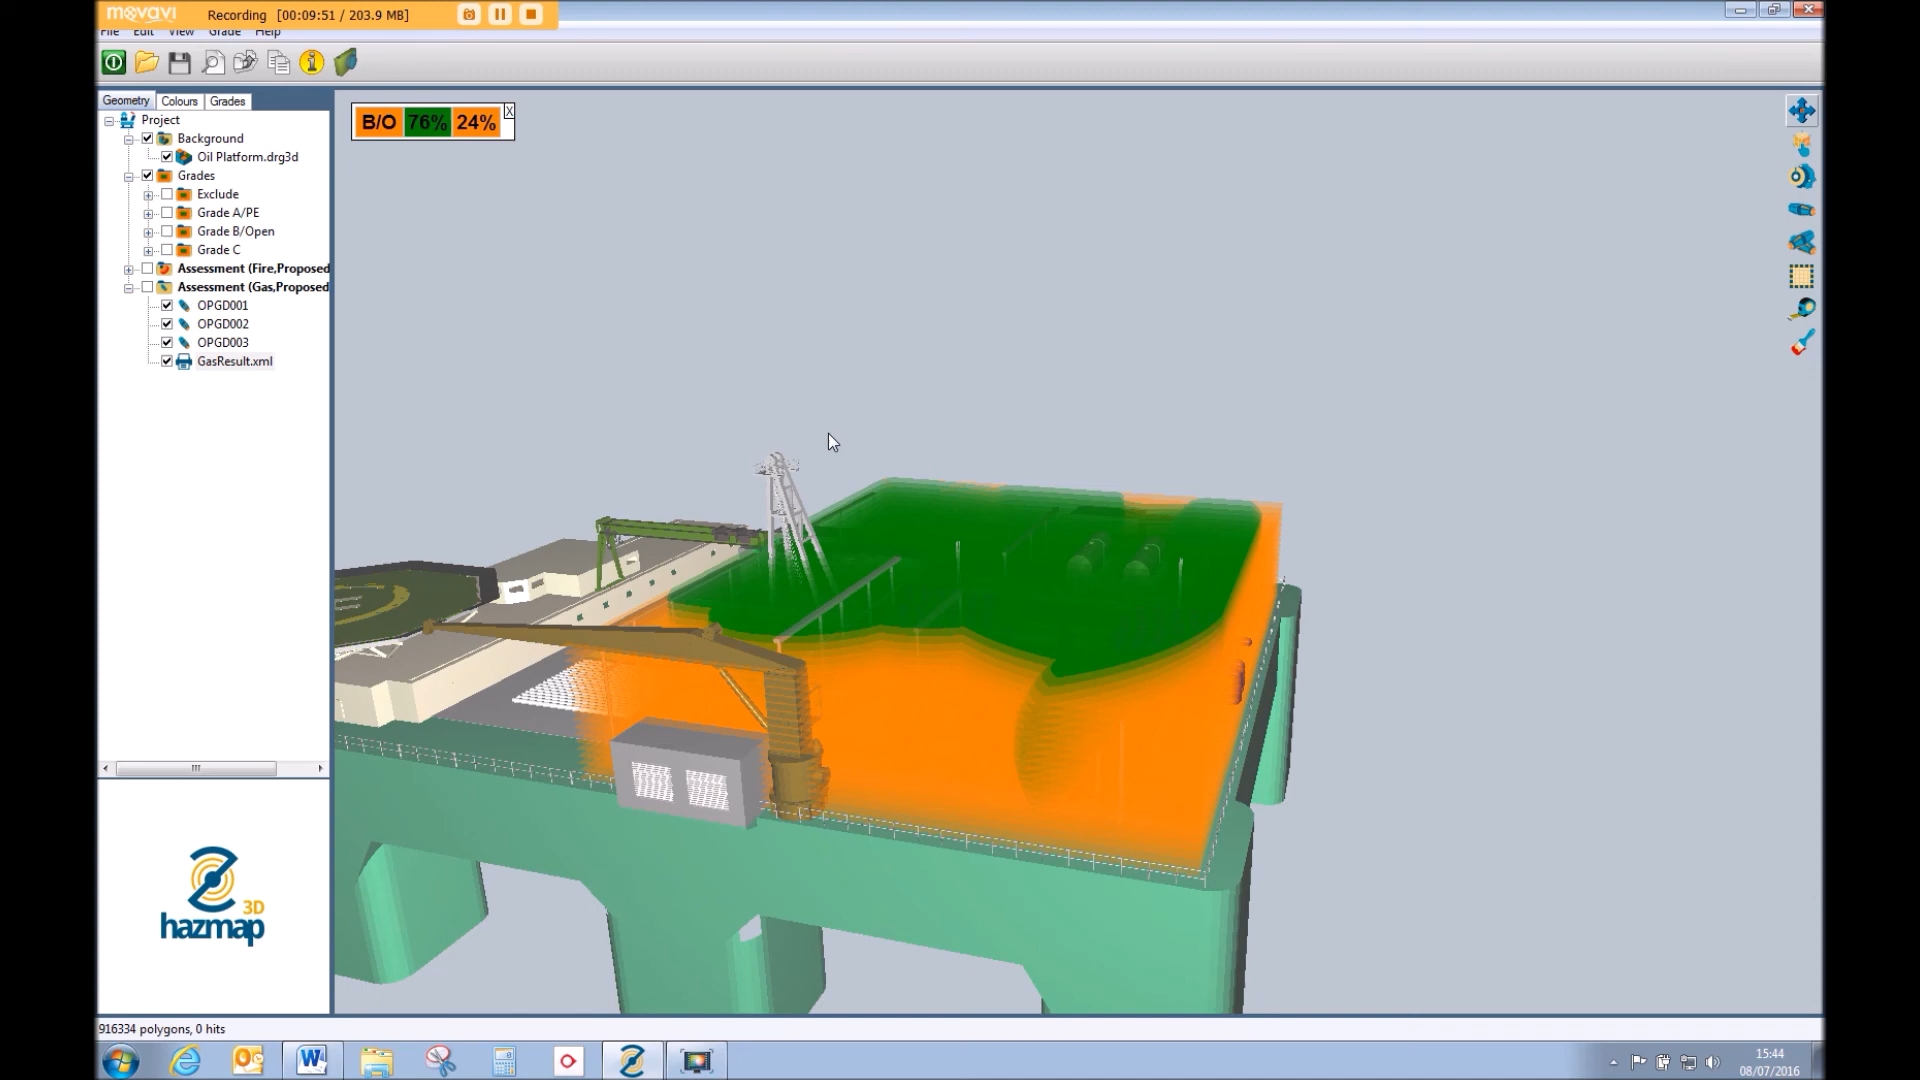 movavi Recording [00:09:51 / 203.9 MB]
File Edit View Grade Help
Geometry Colours Grades
B/O 76% 24% X
Project
Background
Oil Platform.drg3d
Grades
Exclude
Grade A/PE
Grade B/Open
Grade C
Assessment (Fire,Proposed
Assessment (Gas,Proposed
OPGD001
OPGD002
OPGD003
GasResult.xml
3D
hazmap
916334 polygons, 0 hits
15:44
08/07/2016